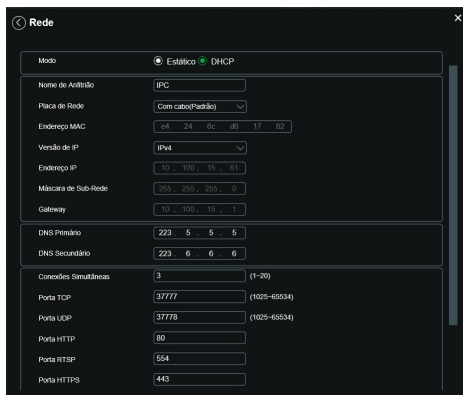 Rede
Modo Estático DHCP
Nome de Anfitrião IPC
Placa de Rede Com cabo(Padrão)
Endereço MAC e4 24 6c d6 17 62
Versão de IP IPv4
Endereço IP 10 . 100 . 15 . 61
Máscara de Sub-Rede 255 . 255 . 255 . 0
Gateway 10 . 100 . 15 . 1
DNS Primário 223 . 5 . 5 . 5
DNS Secundário 223 . 6 . 6 . 6
Conexões Simultâneas 3 (1~20)
Porta TCP 37777 (1025~65534)
Porta UDP 37778 (1025~65534)
Porta HTTP 80
Porta RTSP 554
Porta HTTPS 443